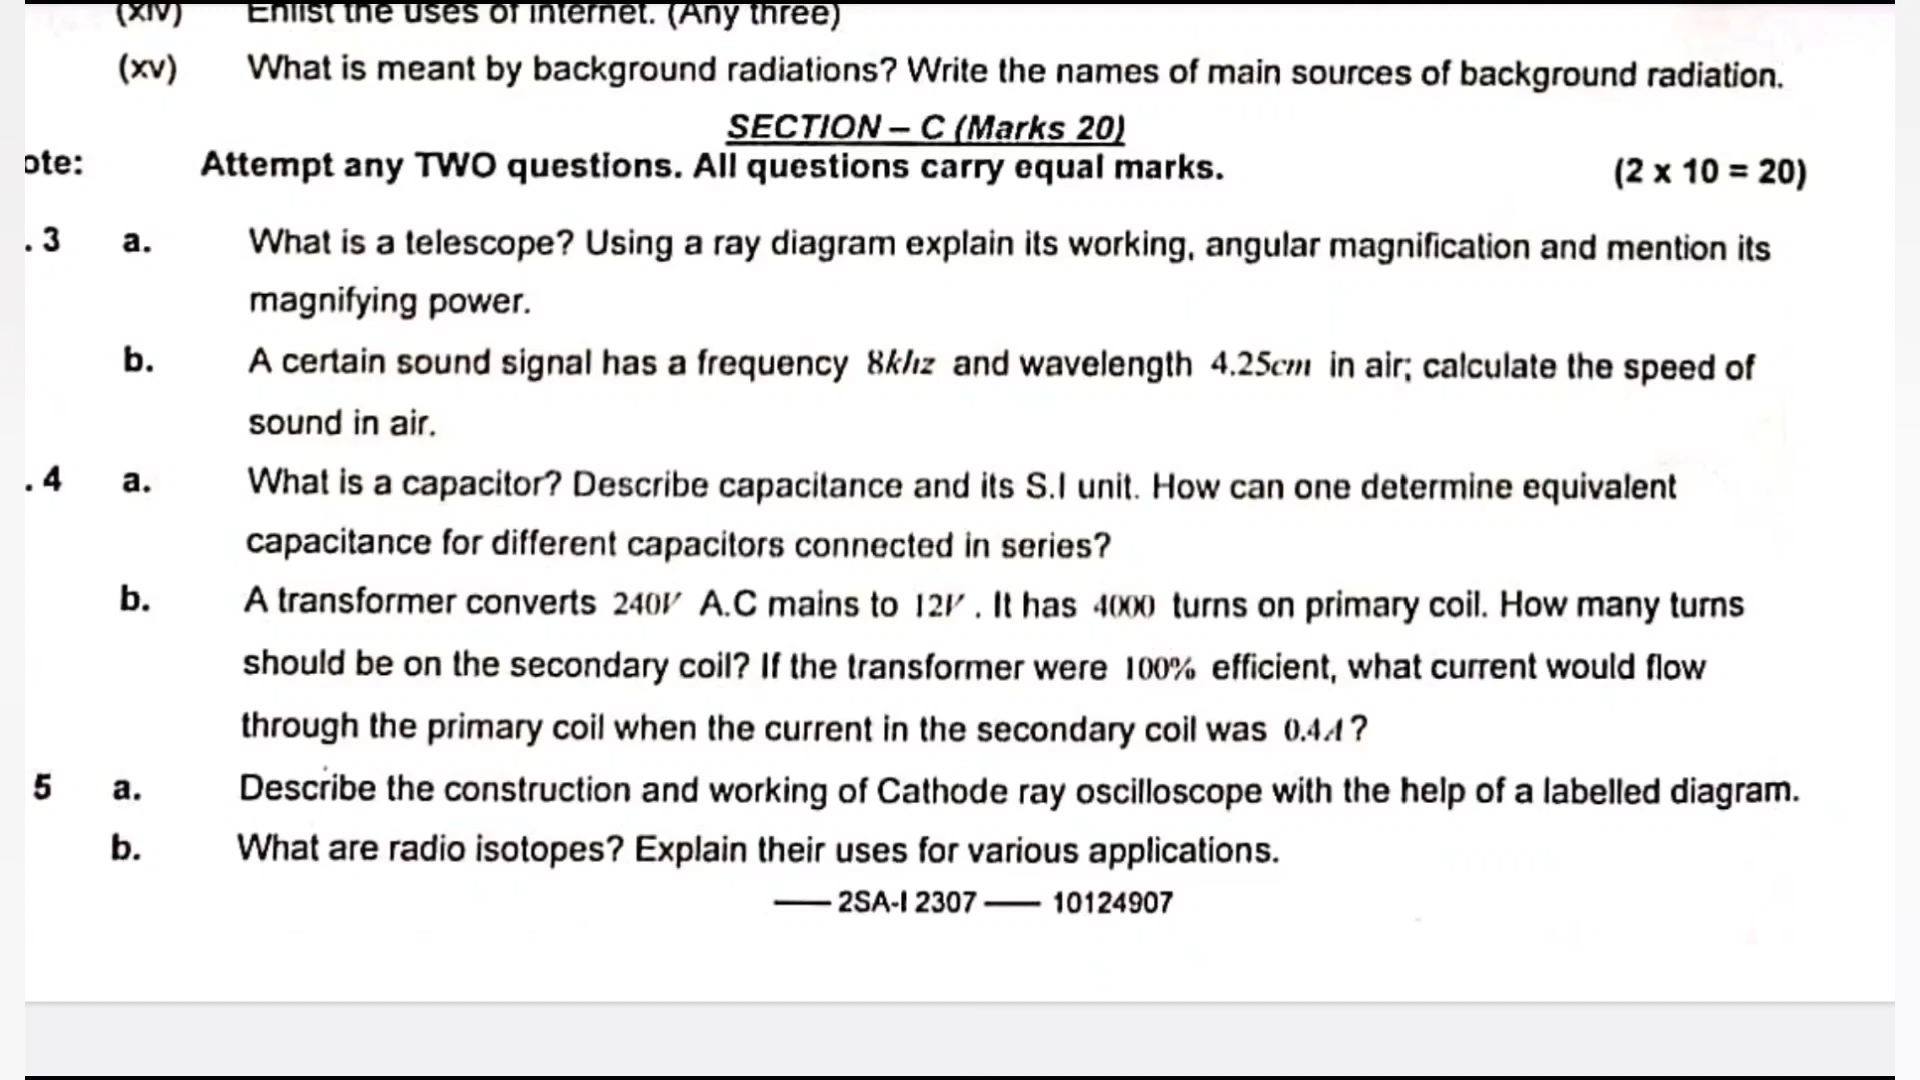 (xiv) Enlist the uses of internet. (Any three)
(xv) What is meant by background radiations? Write the names of main sources of background radiation.
SECTION – C (Marks 20)
ote: Attempt any TWO questions. All questions carry equal marks. (2 x 10 = 20)
. 3 a. What is a telescope? Using a ray diagram explain its working, angular magnification and mention its
magnifying power.
b. A certain sound signal has a frequency 8khz and wavelength 4.25cm in air; calculate the speed of
sound in air.
. 4 a. What is a capacitor? Describe capacitance and its S.I unit. How can one determine equivalent
capacitance for different capacitors connected in series?
b. A transformer converts 240V A.C mains to 12V . It has 4000 turns on primary coil. How many turns
should be on the secondary coil? If the transformer were 100% efficient, what current would flow
through the primary coil when the current in the secondary coil was 0.4A?
5 a. Describe the construction and working of Cathode ray oscilloscope with the help of a labelled diagram.
b. What are radio isotopes? Explain their uses for various applications.
— 2SA-I 2307 — 10124907